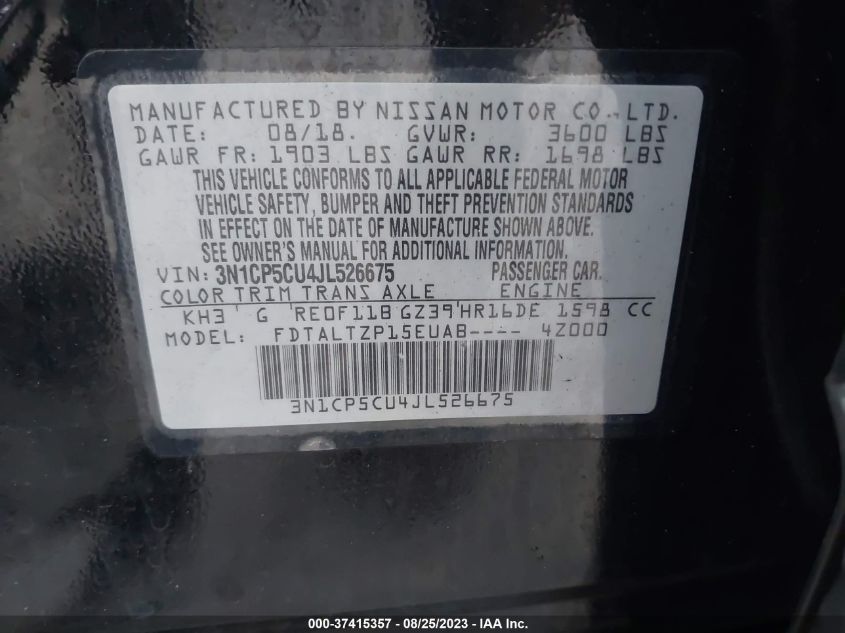 MANUFACTURED BY NISSAN MOTOR CO., LTD.
DATE: 08/18. GVWR: 3600 LBS
GAWR FR: 1903 LBS GAWR RR: 1698 LBS
THIS VEHICLE CONFORMS TO ALL APPLICABLE FEDERAL MOTOR
VEHICLE SAFETY, BUMPER AND THEFT PREVENTION STANDARDS
IN EFFECT ON THE DATE OF MANUFACTURE SHOWN ABOVE.
SEE OWNER'S MANUAL FOR ADDITIONAL INFORMATION.
VIN: 3N1CP5CU4JL526675 PASSENGER CAR.
COLOR TRIM TRANS AXLE ENGINE
KH3 G RE0F11B GZ39 HR16DE 1598 CC
MODEL: FDTALTZP15EUAB---- 4Z000
3N1CP5CU4JL526675
000-37415357 - 08/25/2023 - IAA Inc.